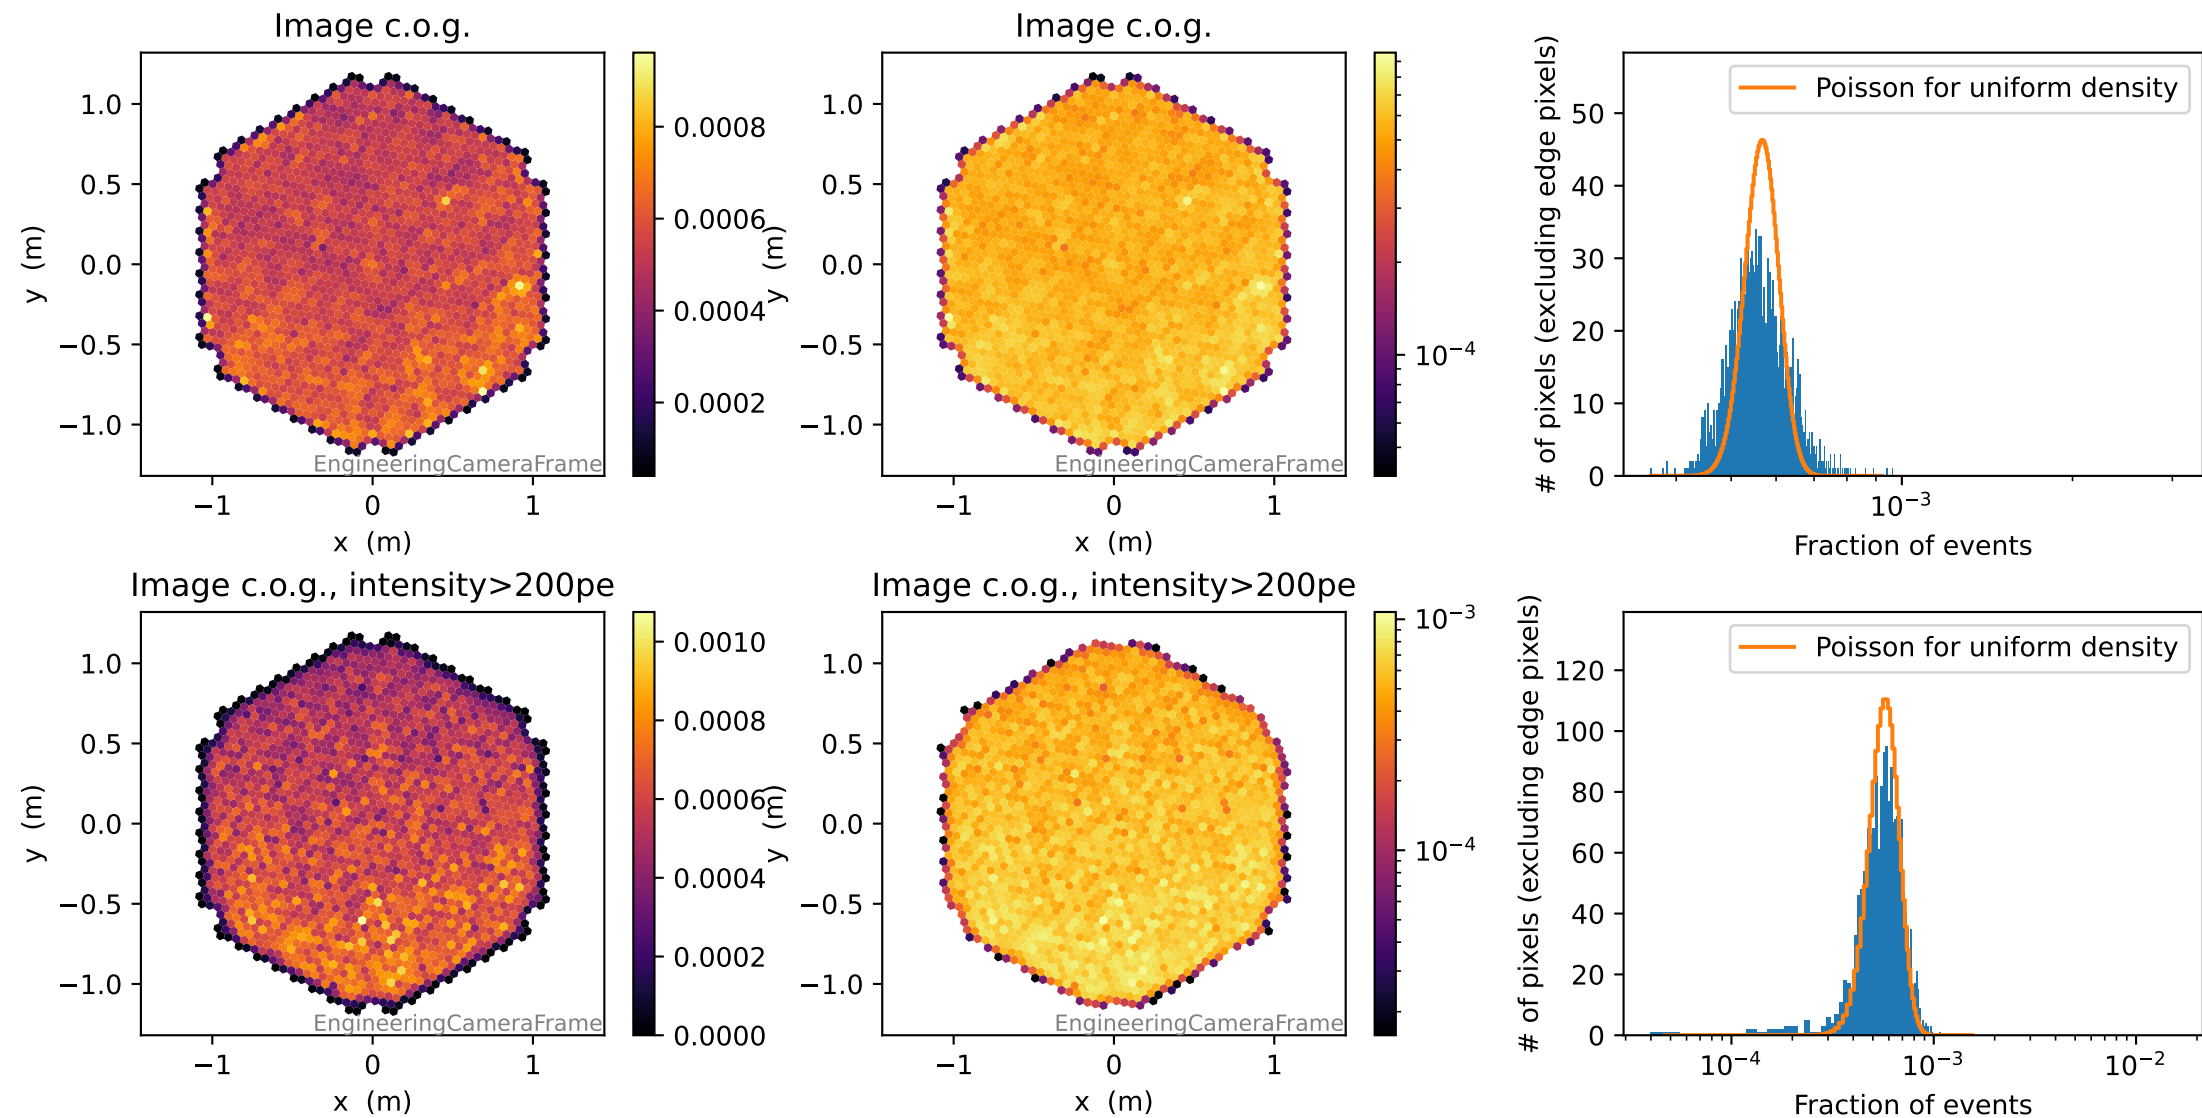 Image c.o.g.
1.0
0.5
0.0
−0.5
−1.0
y (m)
−1
0
1
x (m)
EngineeringCameraFrame
0.0008
0.0006
0.0004
0.0002
Image c.o.g.
1.0
0.5
0.0
−0.5
−1.0
y (m)
−1
0
1
x (m)
EngineeringCameraFrame
10−4
Poisson for uniform density
50
40
30
20
10
0
# of pixels (excluding edge pixels)
10−3
Fraction of events
Image c.o.g., intensity>200pe
1.0
0.5
0.0
−0.5
−1.0
y (m)
−1
0
1
x (m)
EngineeringCameraFrame
0.0010
0.0008
0.0006
0.0004
0.0002
0.0000
Image c.o.g., intensity>200pe
1.0
0.5
0.0
−0.5
−1.0
y (m)
−1
0
1
x (m)
EngineeringCameraFrame
10−3
10−4
Poisson for uniform density
120
100
80
60
40
20
0
# of pixels (excluding edge pixels)
10−4
10−3
10−2
Fraction of events